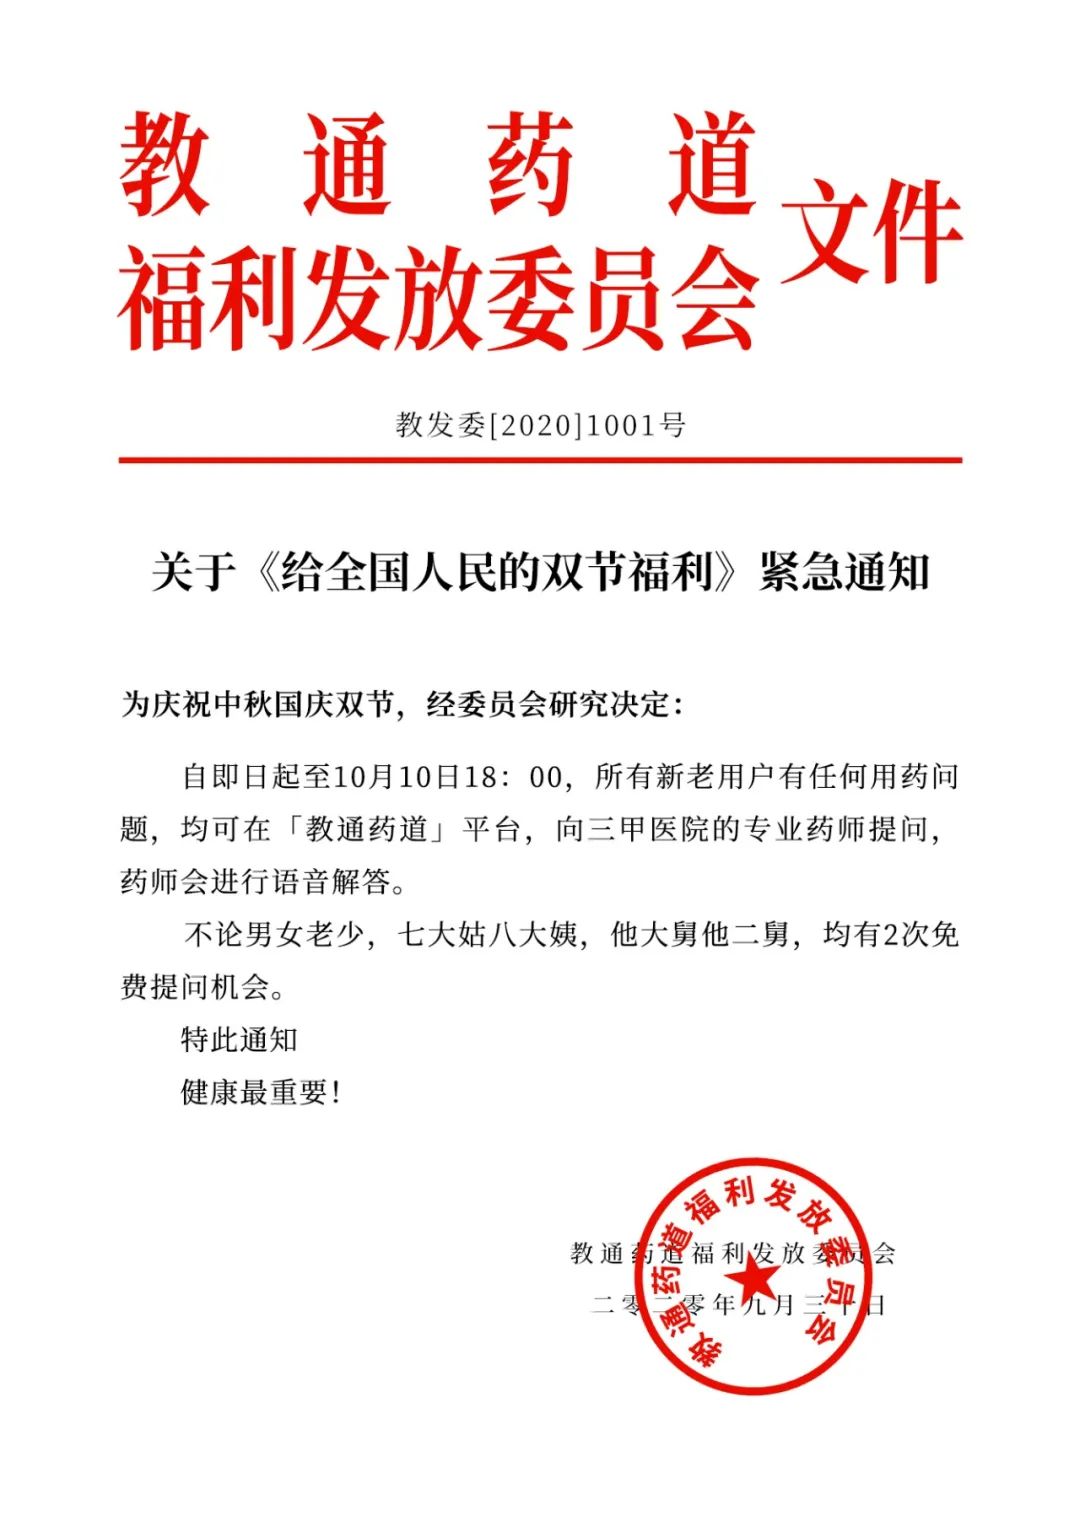 教通药道
福利发放委员会
文件
教发委[2020]1001号
关于《给全国人民的双节福利》紧急通知
为庆祝中秋国庆双节，经委员会研究决定：
自即日起至10月10日18：00，所有新老用户有任何用药问
题，均可在「教通药道」平台，向三甲医院的专业药师提问，
药师会进行语音解答。
不论男女老少，七大姑八大姨，他大舅他二舅，均有2次免
费提问机会。
特此通知
健康最重要！
教通药道福利发放委员会
二零二零年九月三十日
教通药道福利发放委员会